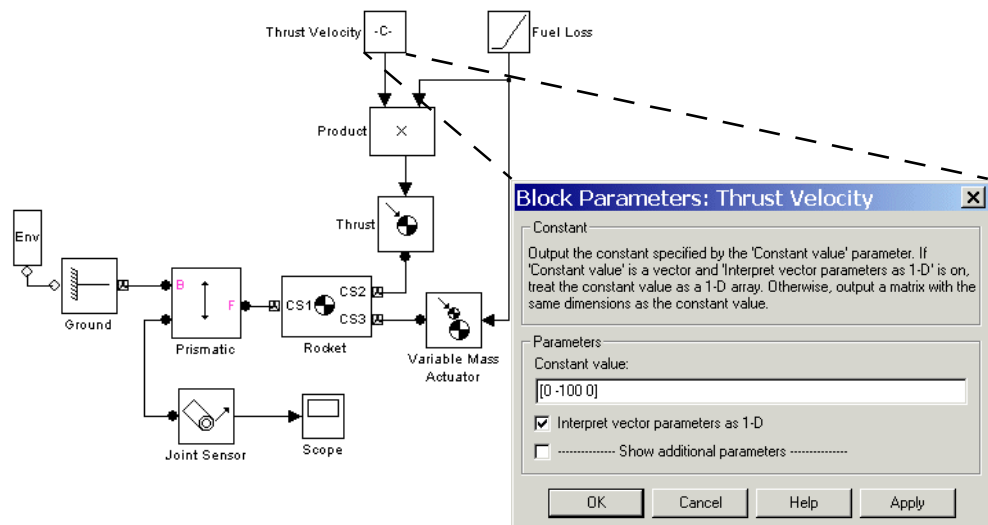 Thrust Velocity
-C-
Fuel Loss
Product
×
Thrust
Env
Ground
B
F
Prismatic
CS1
CS2
CS3
Rocket
Variable Mass
Actuator
Joint Sensor
Scope
Block Parameters: Thrust Velocity
Constant
Output the constant specified by the 'Constant value' parameter. If
'Constant value' is a vector and 'Interpret vector parameters as 1-D' is on,
treat the constant value as a 1-D array. Otherwise, output a matrix with the
same dimensions as the constant value.
Parameters
Constant value:
[0 -100 0]
Interpret vector parameters as 1-D
-------------- Show additional parameters --------------
OK
Cancel
Help
Apply